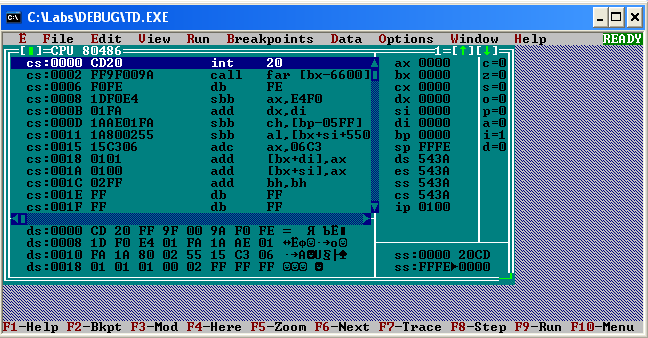 C:\Labs\DEBUG\TD.EXE
Ё File Edit View Run Breakpoints Data Options Window Help READY
[■]=CPU 80486 1=[↑][↓]
cs:0000 CD20 int 20 ax 0000 c=0
cs:0002 FF9F009A call far [bx-6600] bx 0000 z=0
cs:0006 F0FE db FE cx 0000 s=0
cs:0008 1DF0E4 sbb ax,E4F0 dx 0000 o=0
cs:000B 01FA add dx,di si 0000 p=0
cs:000D 1AAE01FA sbb ch,[bp-05FF] di 0000 a=0
cs:0011 1A800255 sbb al,[bx+si+550 bp 0000 i=1
cs:0015 15C306 adc ax,06C3 sp FFFE d=0
cs:0018 0101 add [bx+di],ax ds 543A
cs:001A 0100 add [bx+si],ax es 543A
cs:001C 02FF add bh,bh ss 543A
cs:001E FF db FF cs 543A
cs:001F FF db FF ip 0100
ds:0000 CD 20 FF 9F 00 9A F0 FE = Я ЪЁ■
ds:0008 1D F0 E4 01 FA 1A AE 01 ↔Ёф☺·→о☺
ds:0010 FA 1A 80 02 55 15 C3 06 ·→А☻U§├♠ ss:0000 20CD
ds:0018 01 01 01 00 02 FF FF FF ☺☺☺ ☻ ss:FFFE►0000
F1-Help F2-Bkpt F3-Mod F4-Here F5-Zoom F6-Next F7-Trace F8-Step F9-Run F10-Menu